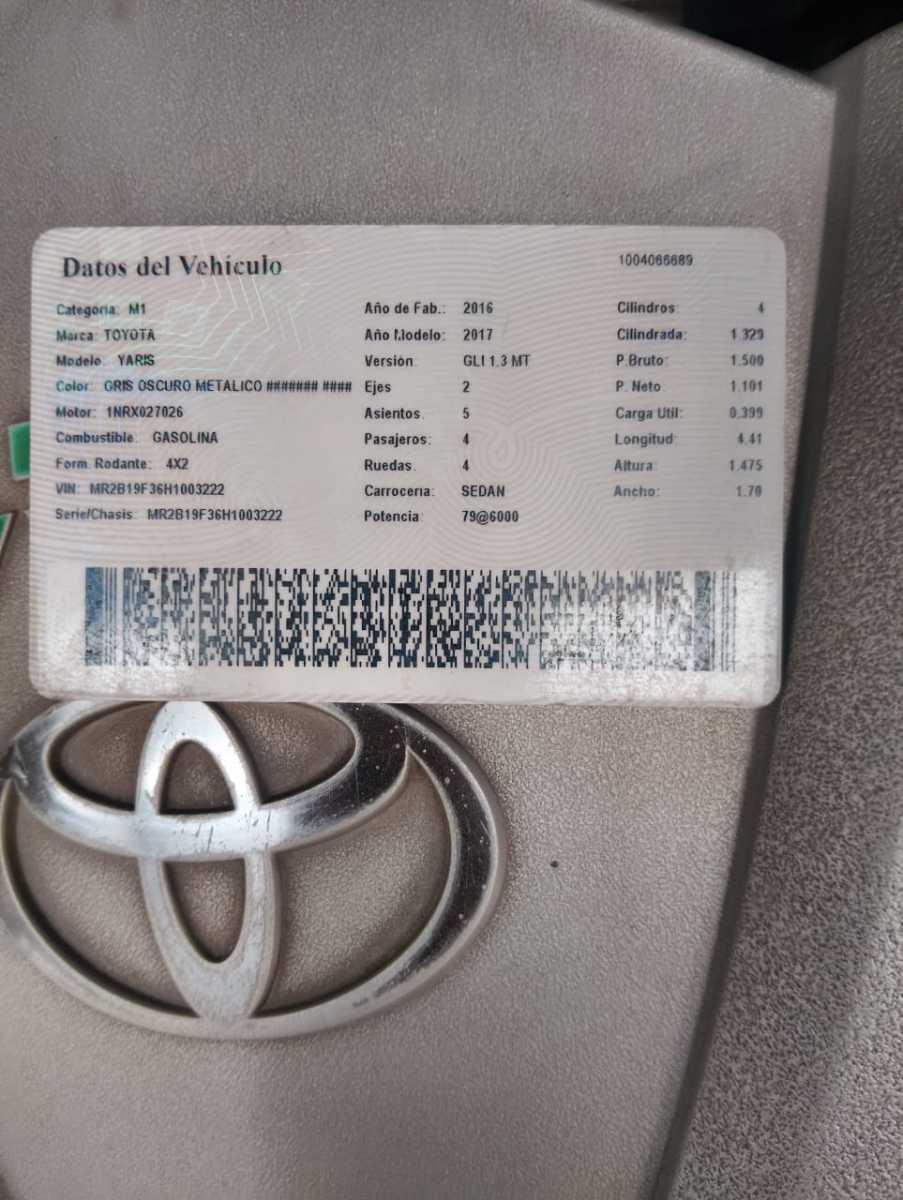 Datos del Vehículo 1004066689
Categoria: M1 Año de Fab.: 2016 Cilindros: 4
Marca: TOYOTA Año Modelo: 2017 Cilindrada: 1.329
Modelo: YARIS Versión: GLI 1.3 MT P.Bruto: 1.500
Color: GRIS OSCURO METALICO ####### #### Ejes 2 P. Neto 1.101
Motor: 1NRX027026 Asientos 5 Carga Util: 0.399
Combustible: GASOLINA Pasajeros: 4 Longitud: 4.41
Form. Rodante: 4X2 Ruedas: 4 Altura: 1.475
VIN: MR2B19F36H1003222 Carrocería: SEDAN Ancho: 1.70
Serie/Chasis: MR2B19F36H1003222 Potencia: 79@6000